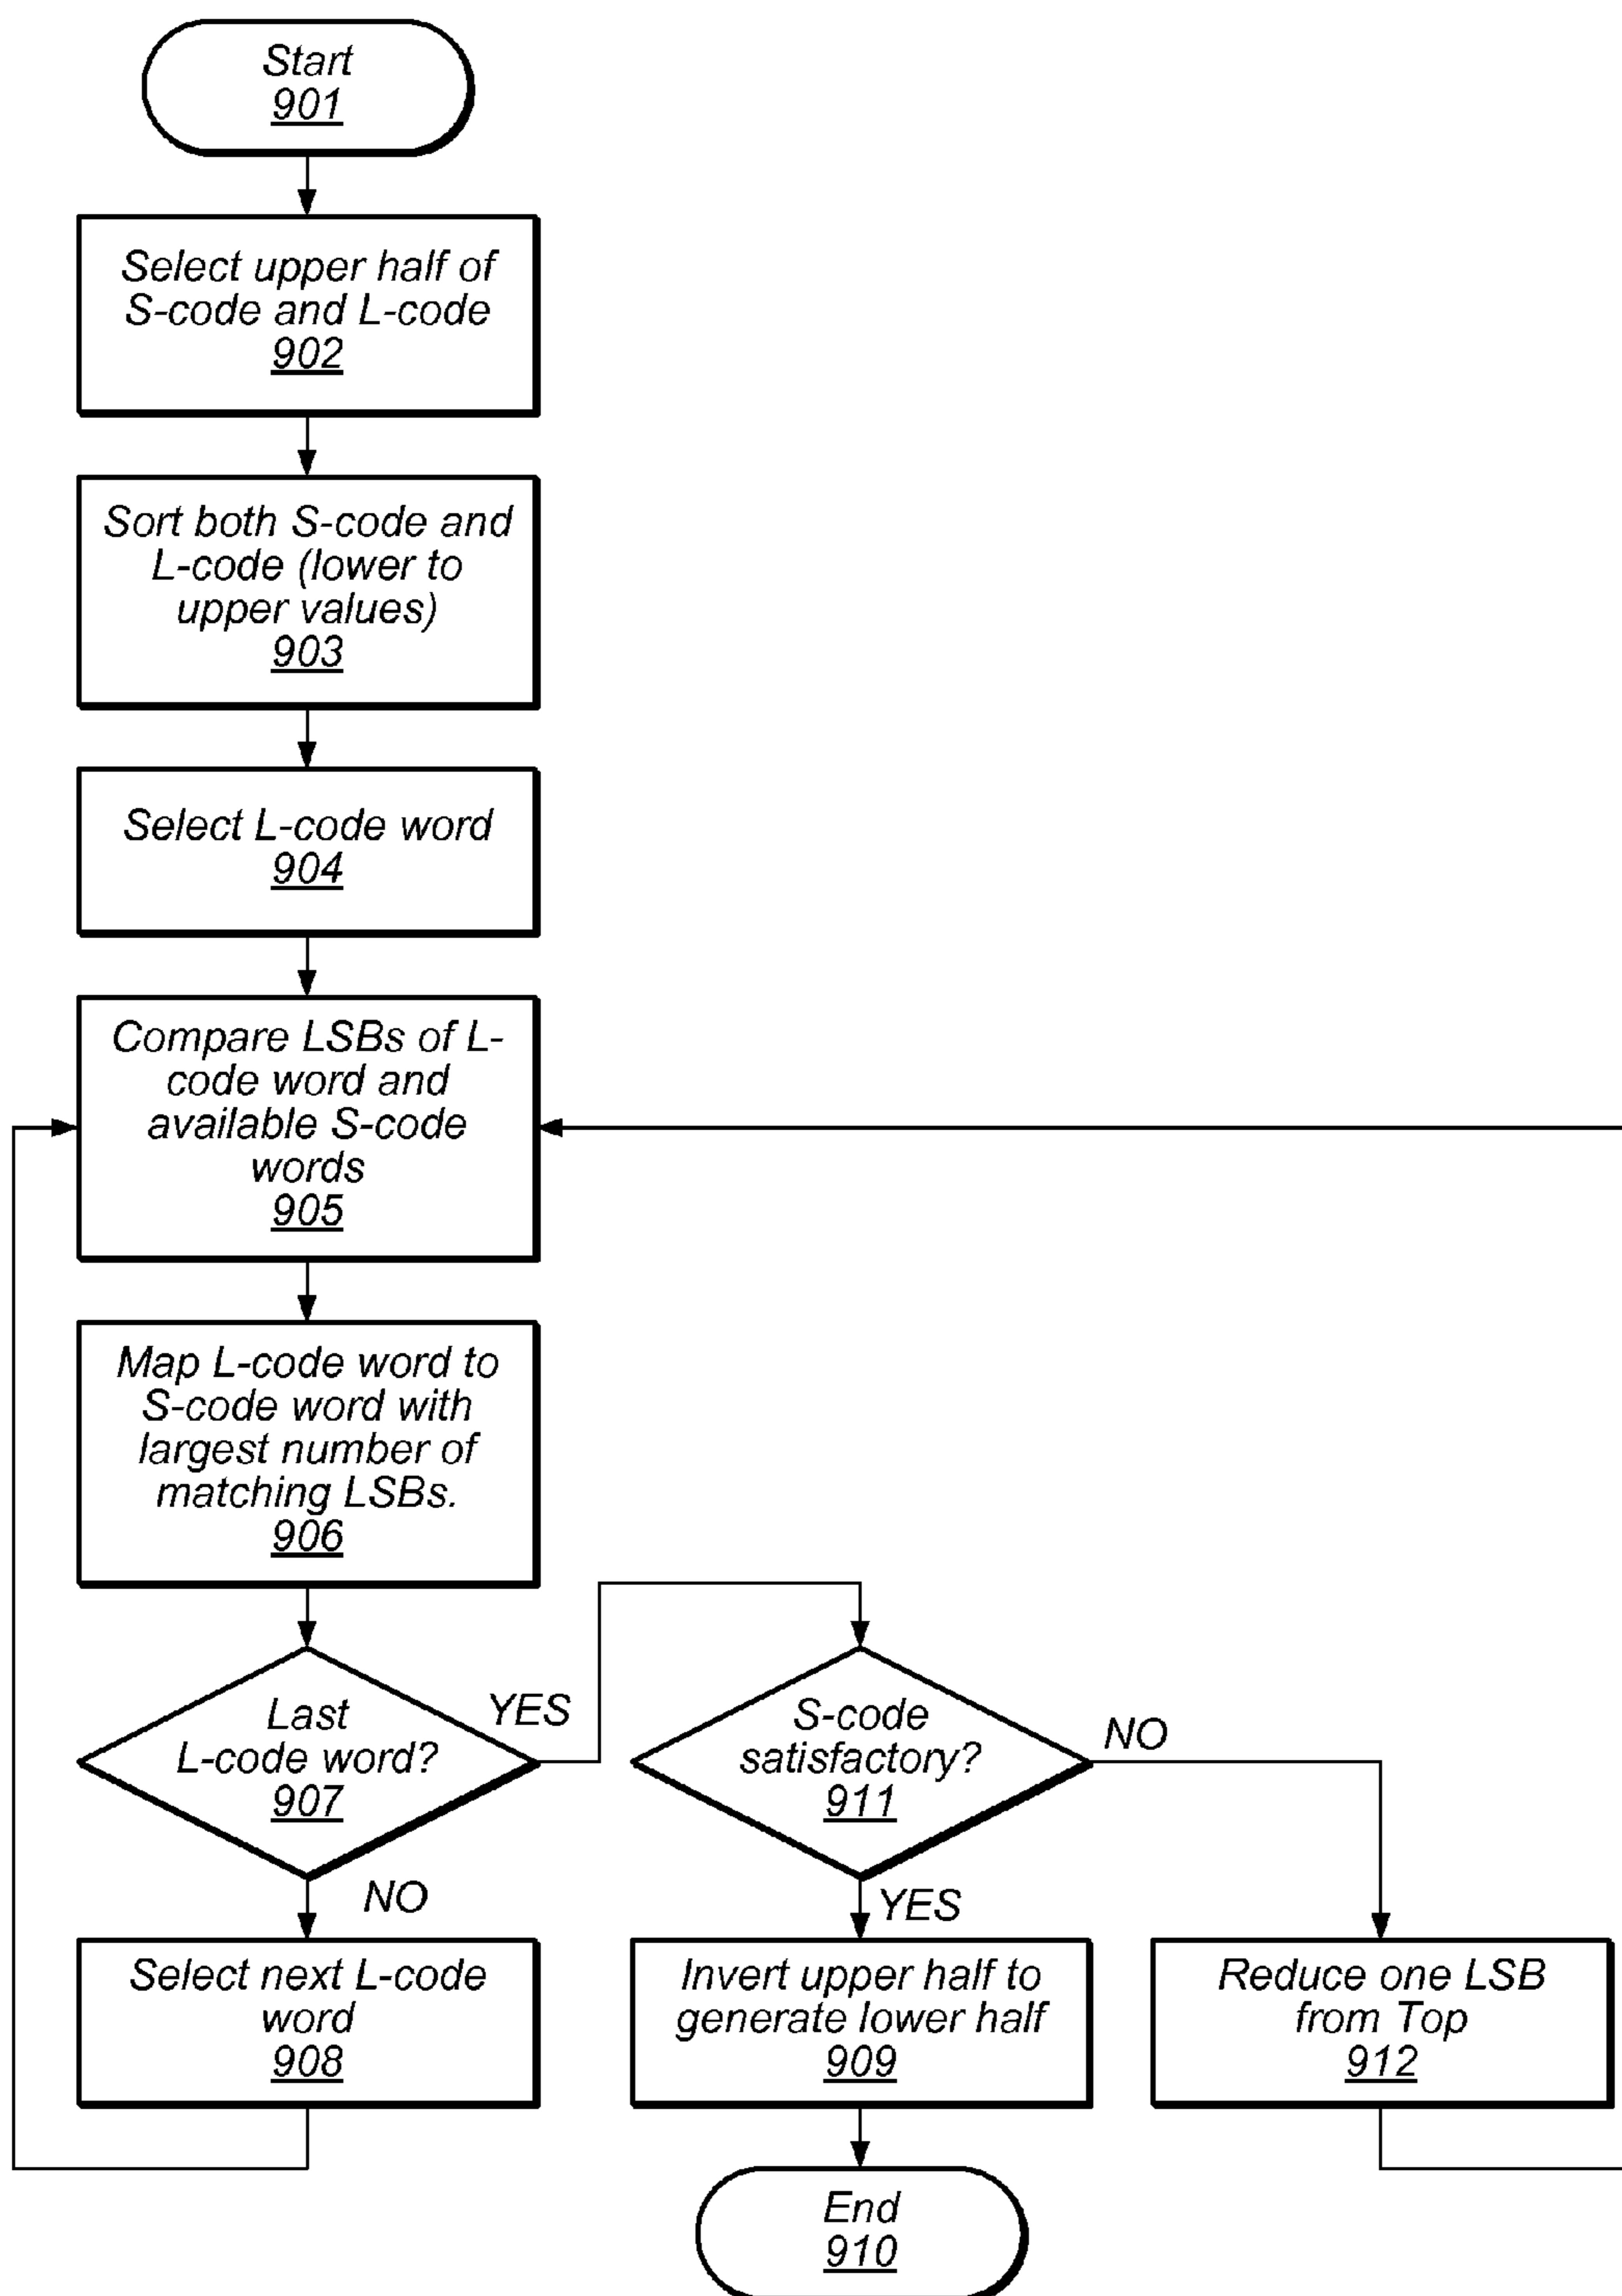 Start
901
Select upper half of
S-code and L-code
902
Sort both S-code and
L-code (lower to
upper values)
903
Select L-code word
904
Compare LSBs of L-
code word and
available S-code
words
905
Map L-code word to
S-code word with
largest number of
matching LSBs.
906
Last
L-code word?
907
YES
NO
S-code
satisfactory?
911
NO
YES
Select next L-code
word
908
Invert upper half to
generate lower half
909
Reduce one LSB
from Top
912
End
910